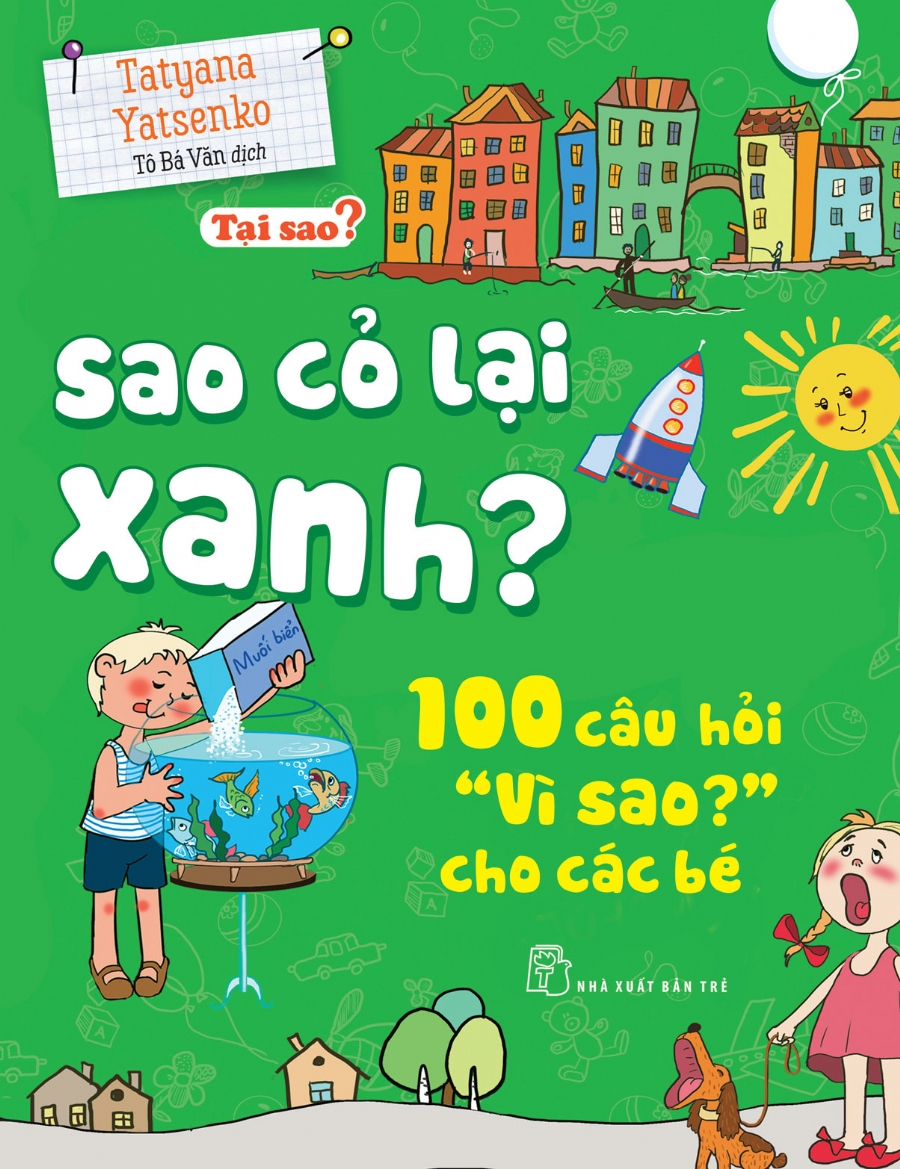 Tatyana
Yatsenko
Tô Bá Văn dịch
Tại sao?
sao cỏ lại
xanh?
Muối biển
100 câu hỏi
“Vì sao?”
cho các bé
T
NHÀ XUẤT BẢN TRẺ